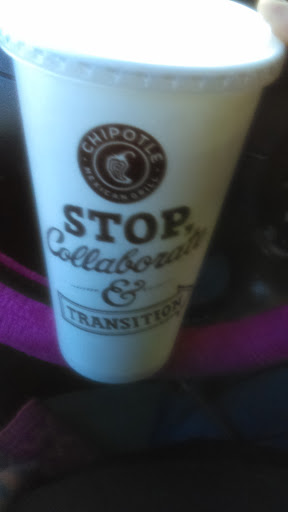 CHIPOTLE
MEXICAN GRILL
STOP,
Collaborate
&
TRANSITION